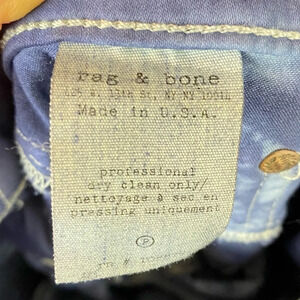 rag & bone
Made in U.S.A.
professional
dry clean only/
nettoyage à sec en
pressing uniquement
P